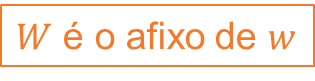 W é o afixo de w